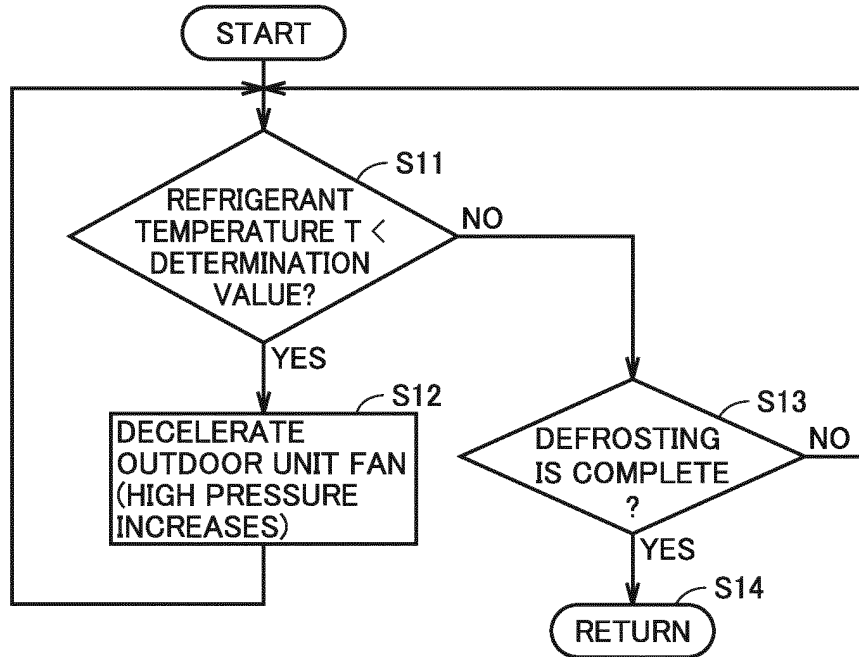 START
S11
REFRIGERANT
TEMPERATURE T <
DETERMINATION
VALUE?
NO
YES
S12
DECELERATE
OUTDOOR UNIT FAN
(HIGH PRESSURE
INCREASES)
S13
DEFROSTING
IS COMPLETE
?
NO
YES
S14
RETURN